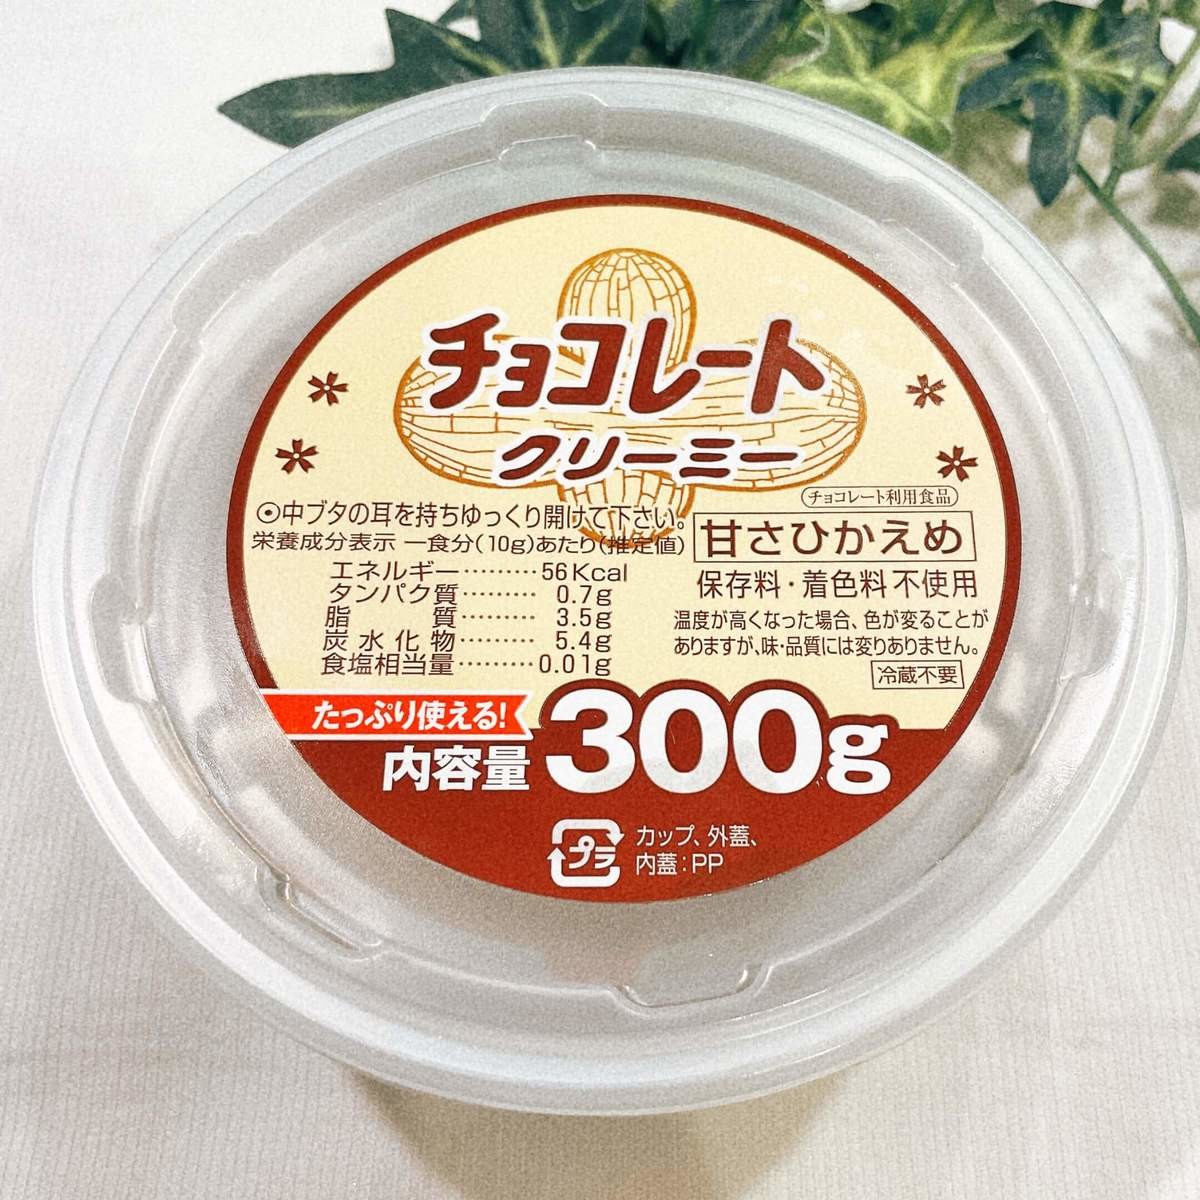 チョコレート
クリーミー
チョコレート利用食品
⦿中ブタの耳を持ちゆっくり開けて下さい。
栄養成分表示 一食分(10g)あたり(推定値)
エネルギー………56Kcal
タンパク質………0.7g
脂質………3.5g
炭水化物………5.4g
食塩相当量………0.01g
甘さひかえめ
保存料・着色料 不使用
温度が高くなった場合、色が変ることが
ありますが、味・品質には変りありません。
冷蔵不要
たっぷり使える!
内容量300g
プラ
カップ、外蓋、
内蓋:PP